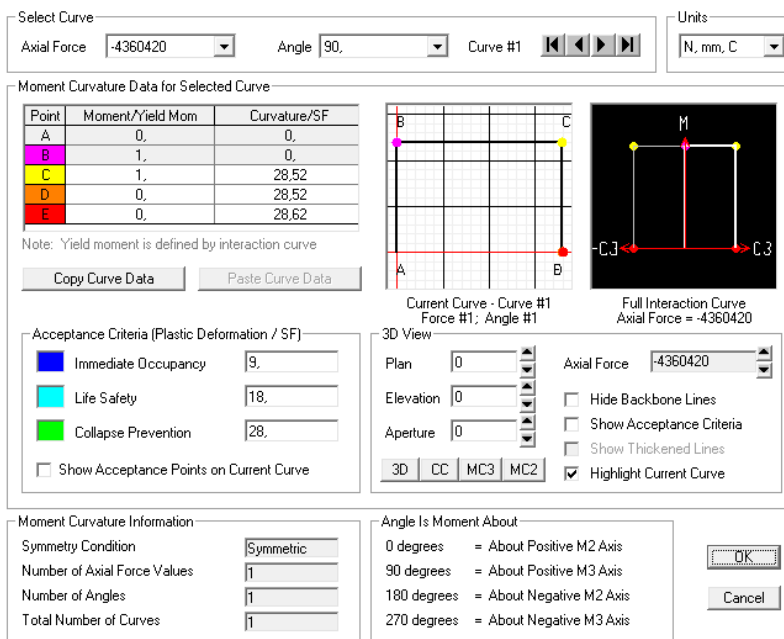 Select Curve
Axial Force -4360420 Angle 90, Curve #1
Units
N, mm, C
Moment Curvature Data for Selected Curve
Point Moment/Yield Mom Curvature/SF
A 0, 0,
B 1, 0,
C 1, 28,52
D 0, 28,52
E 0, 28,62
Note: Yield moment is defined by interaction curve
Copy Curve Data Paste Curve Data
B C
A
Current Curve - Curve #1
Force #1; Angle #1
M
-C3 C3
Full Interaction Curve
Axial Force = -4360420
Acceptance Criteria (Plastic Deformation / SF)
Immediate Occupancy 9,
Life Safety 18,
Collapse Prevention 28,
Show Acceptance Points on Current Curve
3D View
Plan 0
Elevation 0
Aperture 0
3D CC MC3 MC2
Axial Force -4360420
Hide Backbone Lines
Show Acceptance Criteria
Show Thickened Lines
Highlight Current Curve
Moment Curvature Information
Symmetry Condition Symmetric
Number of Axial Force Values 1
Number of Angles 1
Total Number of Curves 1
Angle Is Moment About
0 degrees = About Positive M2 Axis
90 degrees = About Positive M3 Axis
180 degrees = About Negative M2 Axis
270 degrees = About Negative M3 Axis
OK
Cancel